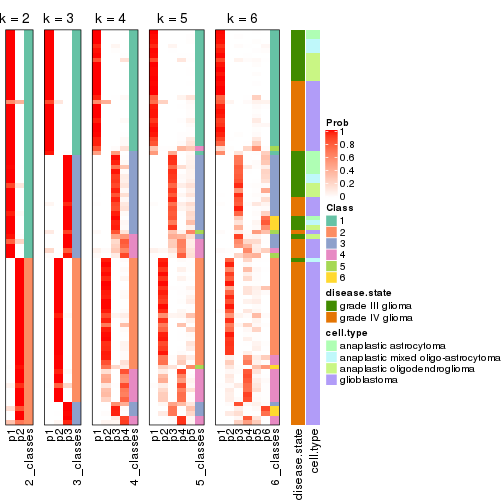 k = 2 k = 3 k = 4 k = 5 k = 6
Prob
1
0.8
0.6
0.4
0.2
0
Class
1
2
3
4
5
6
disease.state
grade III glioma
grade IV glioma
cell.type
anaplastic astrocytoma
anaplastic mixed oligo-astrocytoma
anaplastic oligodendroglioma
glioblastoma
p1
p2
2_classes
p1
p2
p3
3_classes
p1
p2
p3
p4
4_classes
p1
p2
p3
p4
p5
5_classes
p1
p2
p3
p4
p5
p6
6_classes
disease.state
cell.type